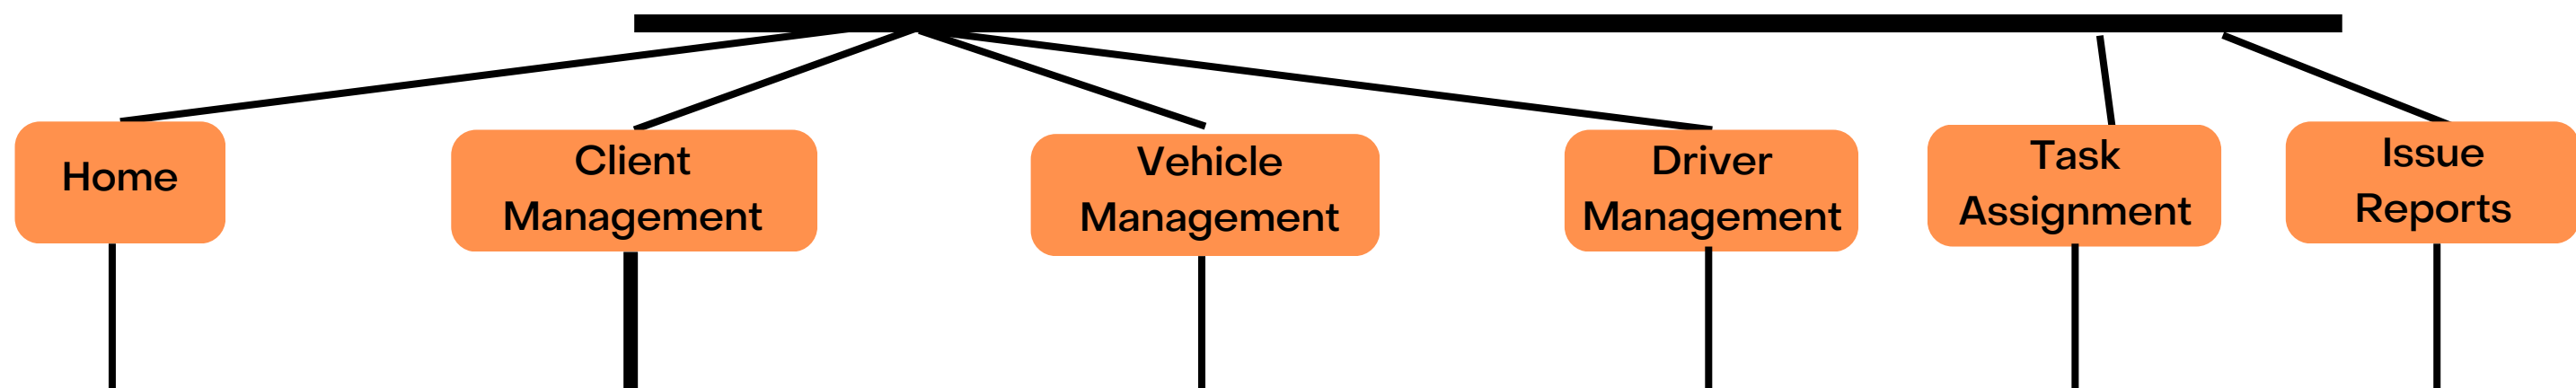 Home
Client
Management
Vehicle
Management
Driver
Management
Task
Assignment
Issue
Reports